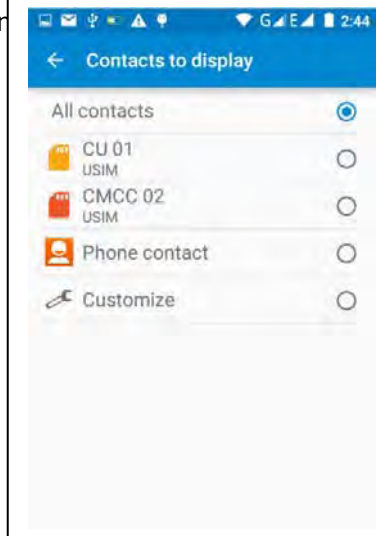 G E 2:44
Contacts to display
All contacts
CU 01
USIM
CMCC 02
USIM
Phone contact
Customize